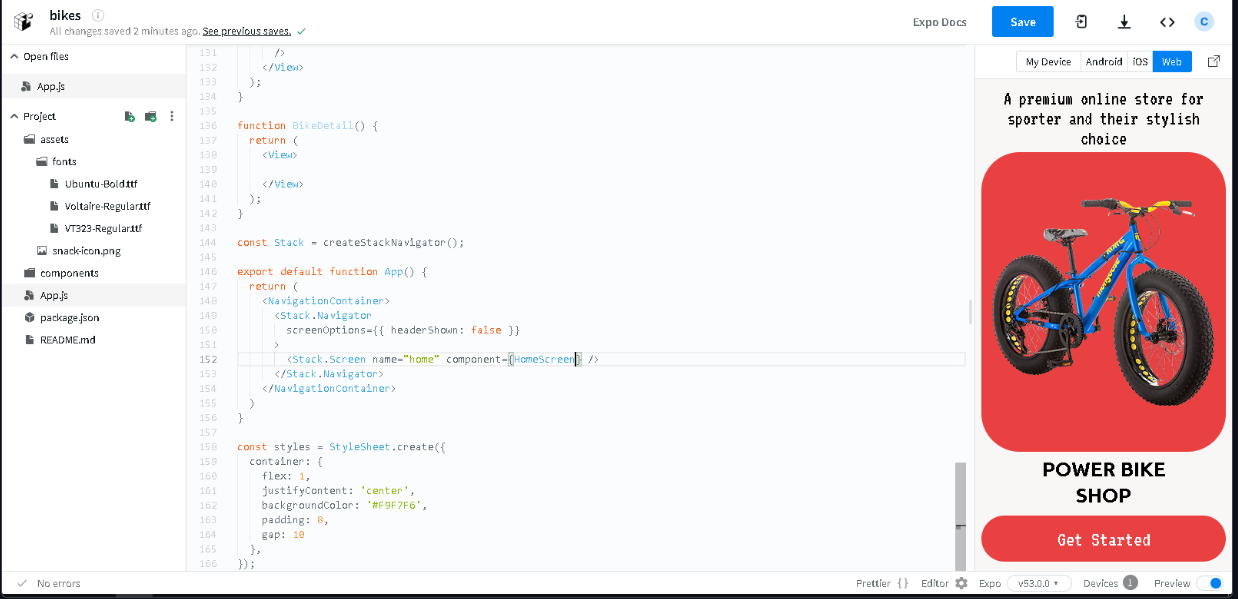 bikes
All changes saved 2 minutes ago. See previous saves.
Expo Docs
Save
C
Open files
App.js
Project
assets
fonts
Ubuntu-Bold.ttf
Voltaire-Regular.ttf
VT323-Regular.ttf
snack-icon.png
components
App.js
package.json
README.md
131 />
132 </View>
133 );
134 }
135
136 function BikeDetail() {
137 return (
138 <View>
139
140 </View>
141 );
142 }
143
144 const Stack = createStackNavigator();
145
146 export default function App() {
147 return (
148 <NavigationContainer>
149 <Stack.Navigator
150 screenOptions={{ headerShown: false }}
151 >
152 <Stack.Screen name="home" component={HomeScreen} />
153 </Stack.Navigator>
154 </NavigationContainer>
155 )
156 }
157
158 const styles = StyleSheet.create({
159 container: {
160 flex: 1,
161 justifyContent: 'center',
162 backgroundColor: '#F9F7F6',
163 padding: 8,
164 gap: 10
165 },
166 });
My Device Android iOS Web
A premium online store for
sporter and their stylish
choice
POWER BIKE
SHOP
Get Started
No errors
Prettier {} Editor Expo v53.0.0 Devices 1 Preview